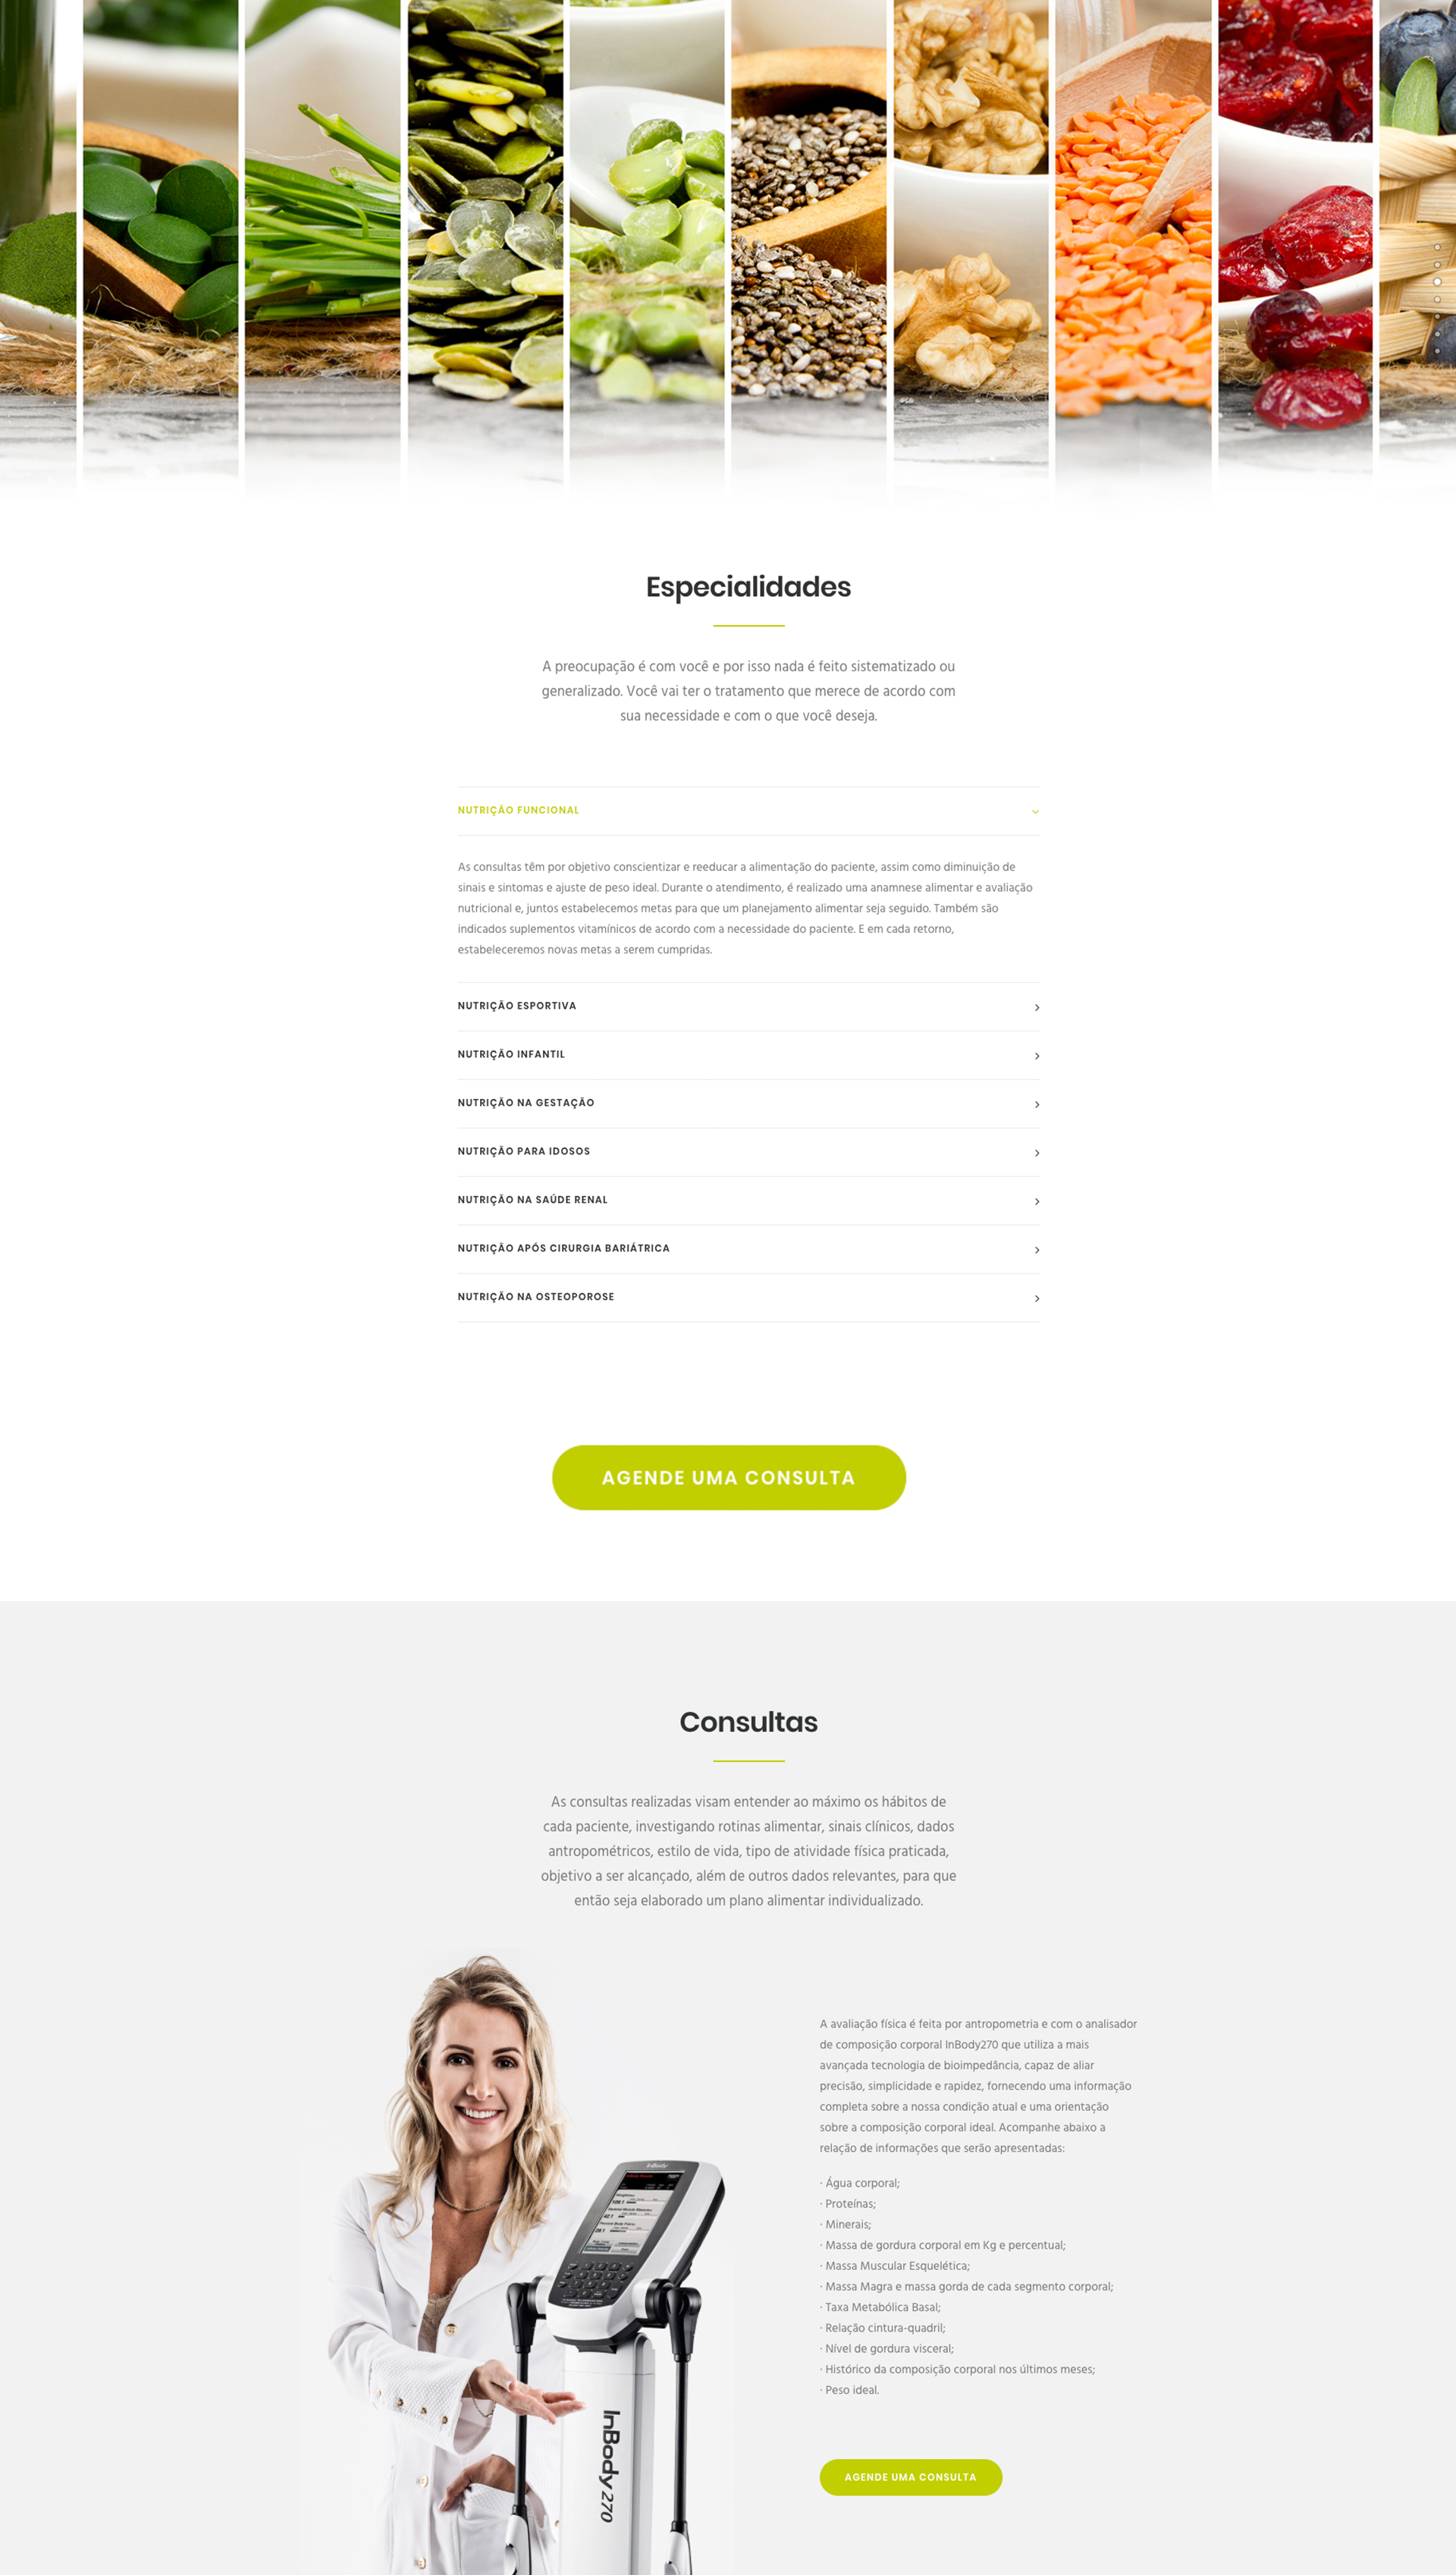 Especialidades
A preocupação é com você e por isso nada é feito sistematizado ou
generalizado. Você vai ter o tratamento que merece de acordo com
sua necessidade e com o que você deseja.
NUTRIÇÃO FUNCIONAL
As consultas têm por objetivo conscientizar e reeducar a alimentação do paciente, assim como diminuição de
sinais e sintomas e ajuste de peso ideal. Durante o atendimento, é realizado uma anamnese alimentar e avaliação
nutricional e, juntos estabelecemos metas para que um planejamento alimentar seja seguido. Também são
indicados suplementos vitamínicos de acordo com a necessidade do paciente. E em cada retorno,
estabeleceremos novas metas a serem cumpridas.
NUTRIÇÃO ESPORTIVA
NUTRIÇÃO INFANTIL
NUTRIÇÃO NA GESTAÇÃO
NUTRIÇÃO PARA IDOSOS
NUTRIÇÃO NA SAÚDE RENAL
NUTRIÇÃO APÓS CIRURGIA BARIÁTRICA
NUTRIÇÃO NA OSTEOPOROSE
AGENDE UMA CONSULTA
Consultas
As consultas realizadas visam entender ao máximo os hábitos de
cada paciente, investigando rotinas alimentar, sinais clínicos, dados
antropométricos, estilo de vida, tipo de atividade física praticada,
objetivo a ser alcançado, além de outros dados relevantes, para que
então seja elaborado um plano alimentar individualizado.
InBody
InBody270
A avaliação física é feita por antropometria e com o analisador
de composição corporal InBody270 que utiliza a mais
avançada tecnologia de bioimpedância, capaz de aliar
precisão, simplicidade e rapidez, fornecendo uma informação
completa sobre a nossa condição atual e uma orientação
sobre a composição corporal ideal. Acompanhe abaixo a
relação de informações que serão apresentadas:
· Água corporal;
· Proteínas;
· Minerais;
· Massa de gordura corporal em Kg e percentual;
· Massa Muscular Esquelética;
· Massa Magra e massa gorda de cada segmento corporal;
· Taxa Metabólica Basal;
· Relação cintura-quadril;
· Nível de gordura visceral;
· Histórico da composição corporal nos últimos meses;
· Peso ideal.
AGENDE UMA CONSULTA